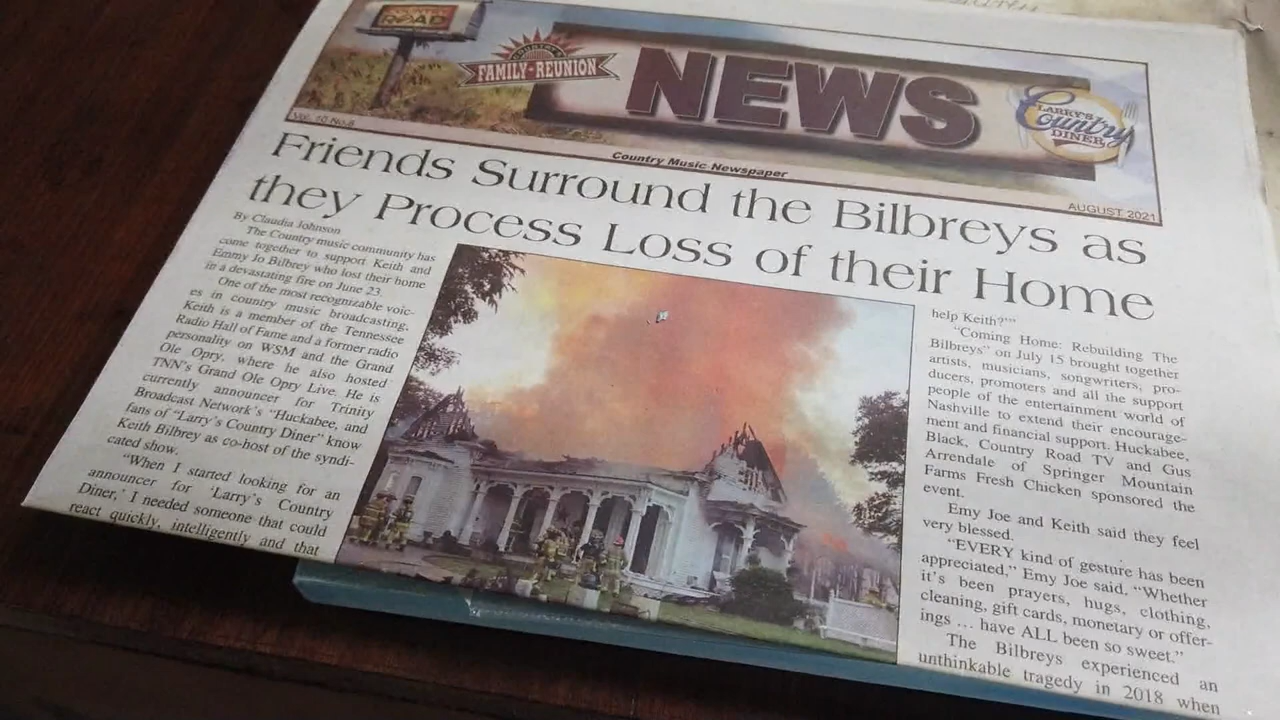 COUNTRY
ROAD
COUNTRY'S
FAMILY-REUNION
NEWS
LARRY'S
Country
DINER
Vol. 10 No.8
Country Music Newspaper
AUGUST 2021
Friends Surround the Bilbreys as
they Process Loss of their Home
By Claudia Johnson
The Country music community has
come together to support Keith and
Emmy Jo Bilbrey who lost their home
in a devastating fire on June 23.
One of the most recognizable voic-
es in country music broadcasting,
Keith is a member of the Tennessee
Radio Hall of Fame and a former radio
personality on WSM and the Grand
Ole Opry, where he also hosted
TNN's Grand Ole Opry Live. He is
currently announcer for Trinity
Broadcast Network's "Huckabee, and
fans of "Larry's Country Diner" know
Keith Bilbrey as co-host of the syndi-
cated show.
"When I started looking for an
announcer for 'Larry's Country
Diner,' I needed someone that could
react quickly, intelligently and that
help Keith?'"
"Coming Home: Rebuilding The
Bilbreys" on July 15 brought together
artists, musicians, songwriters, pro-
ducers, promoters and all the support
people of the entertainment world of
Nashville to extend their encourage-
ment and financial support. Huckabee,
Black, Country Road TV and Gus
Arrendale of Springer Mountain
Farms Fresh Chicken sponsored the
event.
Emy Joe and Keith said they feel
very blessed.
"EVERY kind of gesture has been
appreciated," Emy Joe said. "Whether
it's been prayers, hugs, clothing,
cleaning, gift cards, monetary or offer-
ings ... have ALL been so sweet."
The Bilbreys experienced an
unthinkable tragedy in 2018 when